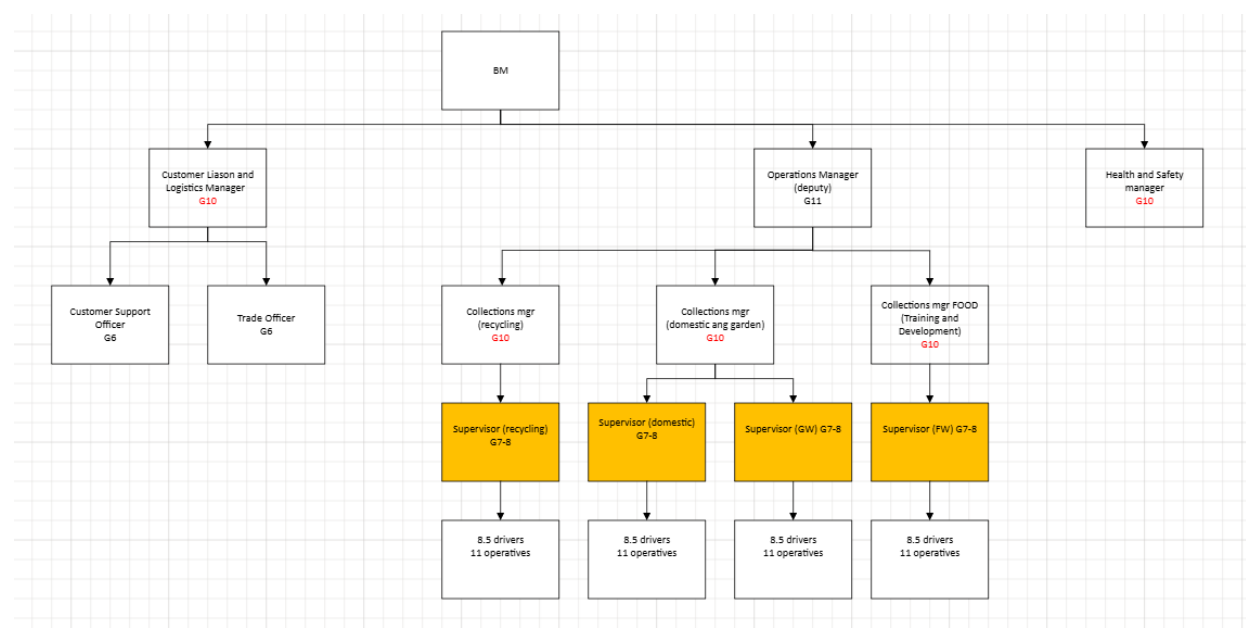 BM
Customer Liason and
Logistics Manager
G10
Operations Manager
(deputy)
G11
Health and Safety
manager
G10
Customer Support
Officer
G6
Trade Officer
G6
Collections mgr
(recycling)
G10
Collections mgr
(domestic ang garden)
G10
Collections mgr FOOD
(Training and
Development)
G10
Supervisor (recycling)
G7-8
Supervisor (domestic)
G7-8
Supervisor (GW) G7-8
Supervisor (FW) G7-8
8.5 drivers
11 operatives
8.5 drivers
11 operatives
8.5 drivers
11 operatives
8.5 drivers
11 operatives